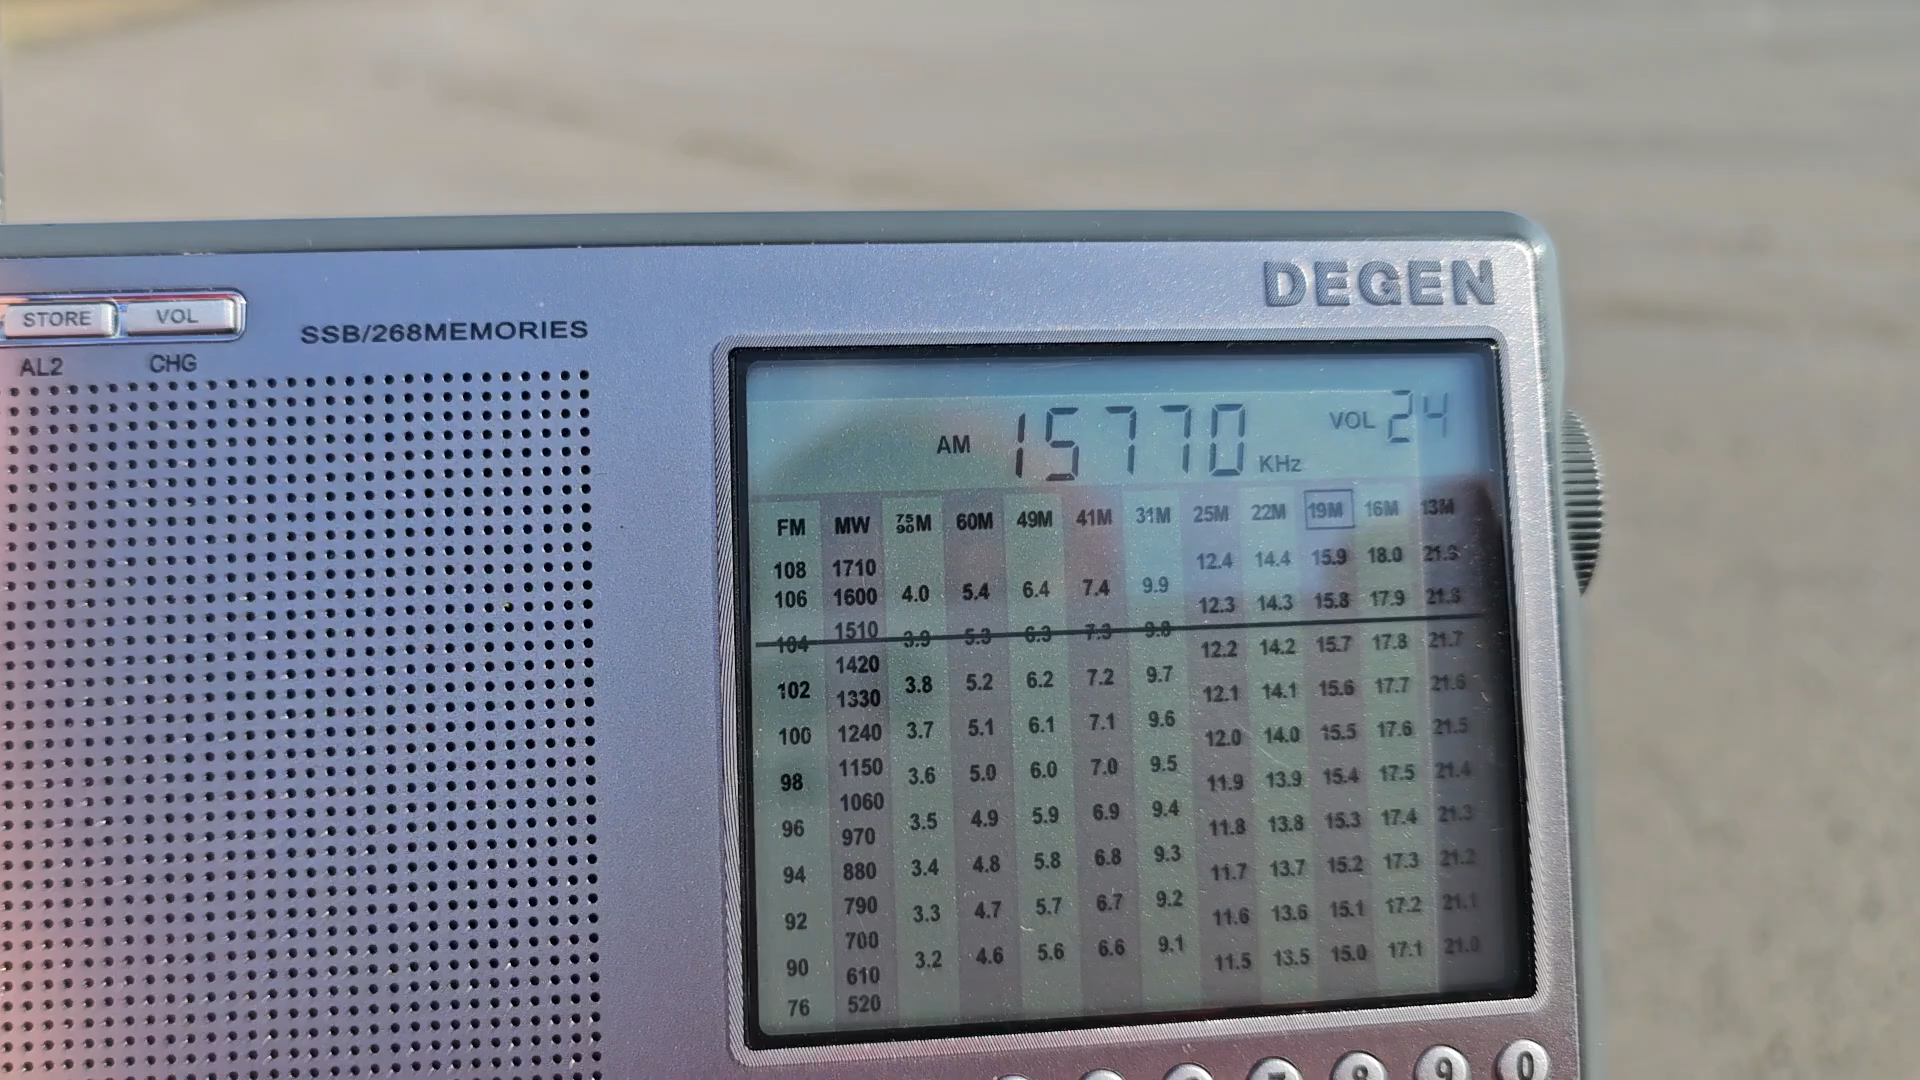 DEGEN
STORE VOL
SSB/268MEMORIES
AL2 CHG
AM 15770 KHz VOL 24
FM MW 75 90 M 60M 49M 41M 31M 25M 22M 19M 16M 13M
108 1710 12.4 14.4 15.9 18.0 21.9
106 1600 4.0 5.4 6.4 7.4 9.9 12.3 14.3 15.8 17.9 21.8
104 1510 3.9 5.3 6.3 7.3 9.8 12.2 14.2 15.7 17.8 21.7
1420
102 1330 3.8 5.2 6.2 7.2 9.7 12.1 14.1 15.6 17.7 21.6
100 1240 3.7 5.1 6.1 7.1 9.6 12.0 14.0 15.5 17.6 21.5
98 1150 3.6 5.0 6.0 7.0 9.5 11.9 13.9 15.4 17.5 21.4
1060
96 970 3.5 4.9 5.9 6.9 9.4 11.8 13.8 15.3 17.4 21.3
94 880 3.4 4.8 5.8 6.8 9.3 11.7 13.7 15.2 17.3 21.2
92 790 3.3 4.7 5.7 6.7 9.2 11.6 13.6 15.1 17.2 21.1
700
90 610 3.2 4.6 5.6 6.6 9.1 11.5 13.5 15.0 17.1 21.0
76 520
7 8 9 0